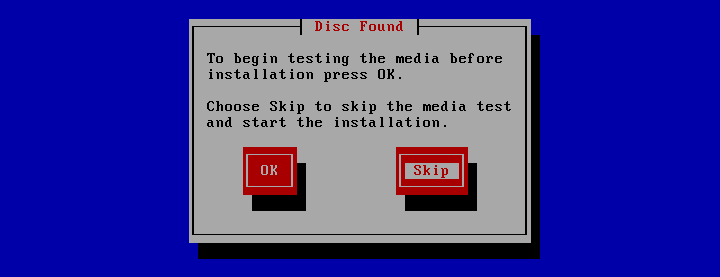 Disc Found
To begin testing the media before
installation press OK.
Choose Skip to skip the media test
and start the installation.
OK
Skip